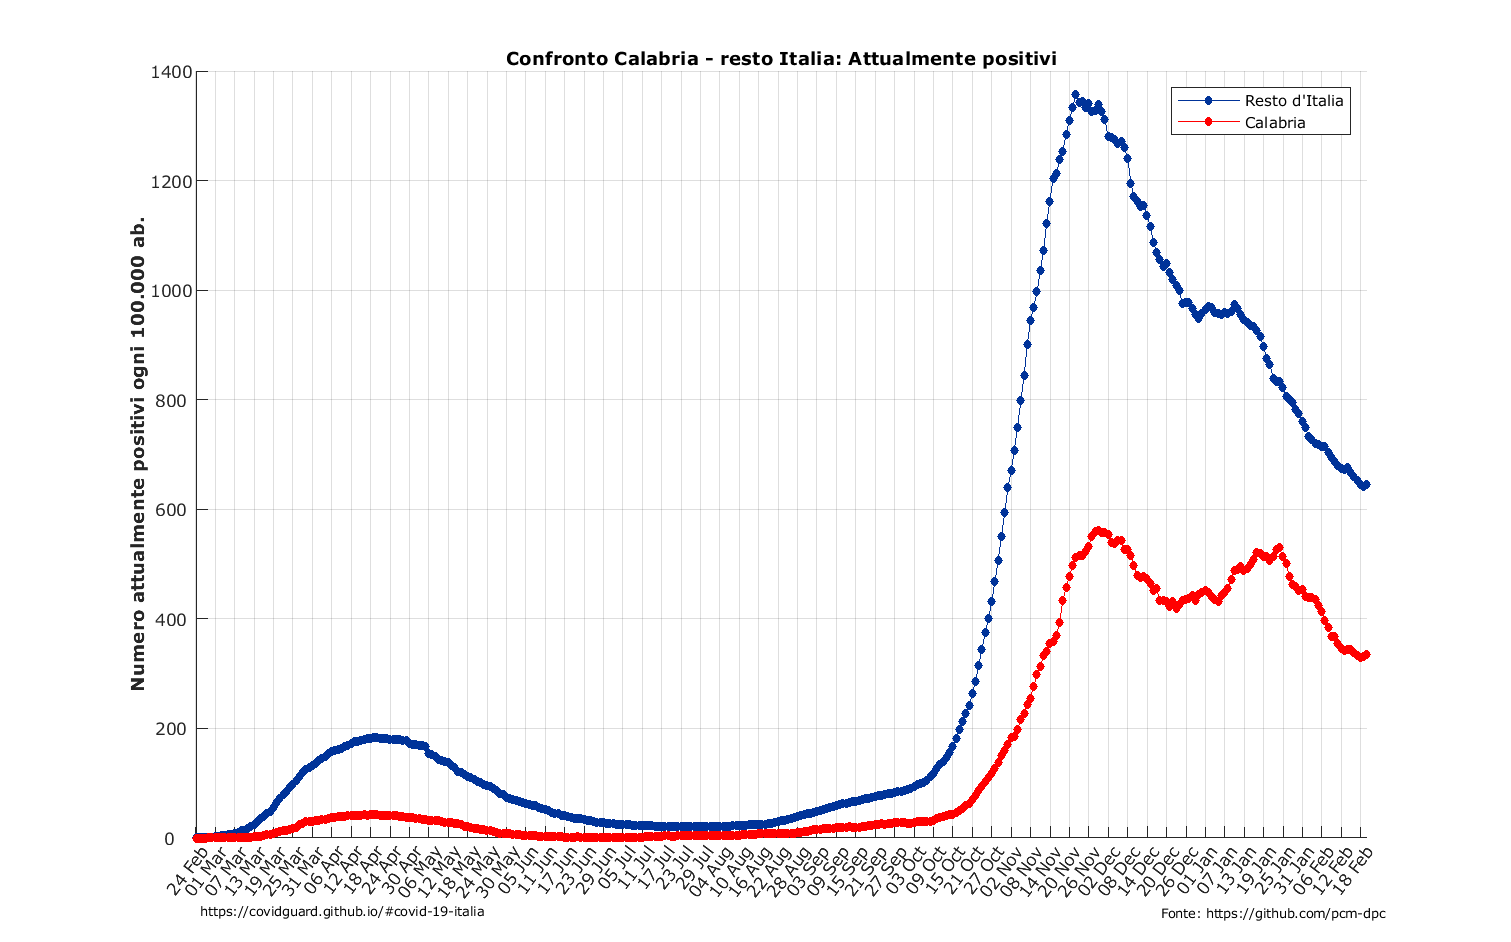 Confronto Calabria - resto Italia: Attualmente positivi
Numero attualmente positivi ogni 100.000 ab.
1400
1200
1000
800
600
400
200
0
Resto d'Italia
Calabria
24 Feb
01 Mar
07 Mar
13 Mar
19 Mar
25 Mar
31 Mar
06 Apr
12 Apr
18 Apr
24 Apr
30 Apr
06 May
12 May
18 May
24 May
30 May
05 Jun
11 Jun
17 Jun
23 Jun
29 Jun
05 Jul
11 Jul
17 Jul
23 Jul
29 Jul
04 Aug
10 Aug
16 Aug
22 Aug
28 Aug
03 Sep
09 Sep
15 Sep
21 Sep
27 Sep
03 Oct
09 Oct
15 Oct
21 Oct
27 Oct
02 Nov
08 Nov
14 Nov
20 Nov
26 Nov
02 Dec
08 Dec
14 Dec
20 Dec
26 Dec
01 Jan
07 Jan
13 Jan
19 Jan
25 Jan
31 Jan
06 Feb
12 Feb
18 Feb
https://covidguard.github.io/#covid-19-italia
Fonte: https://github.com/pcm-dpc